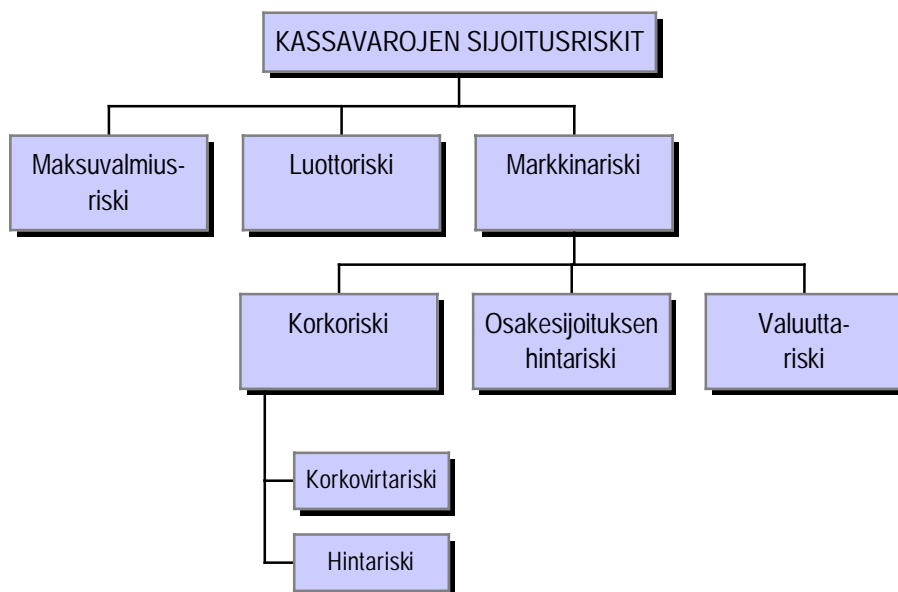 KASSAVAROJEN SIJOITUSRISKIT
Maksuvalmius-
riski
Luottoriski
Markkinariski
Korkoriski
Osakesijoituksen
hintariski
Valuutta-
riski
Korkovirtariski
Hintariski